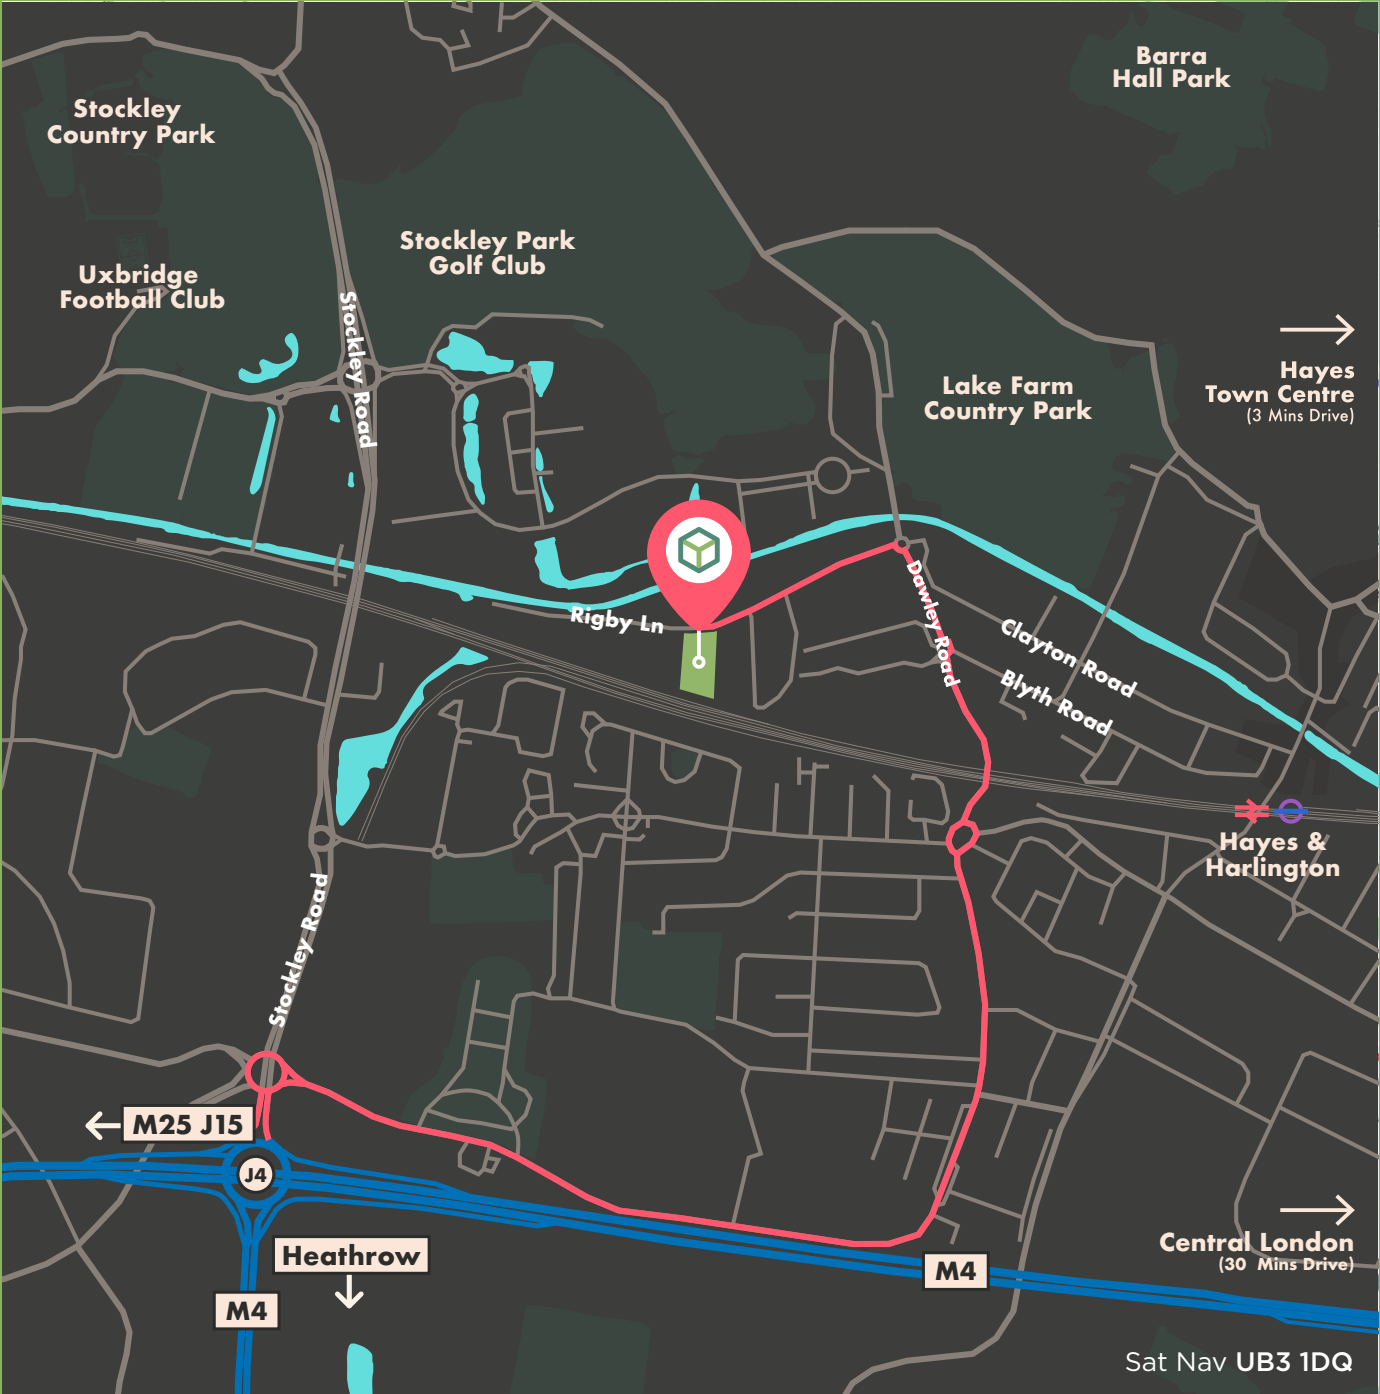 Barra
Hall Park
Stockley
Country Park
Stockley Park
Golf Club
Uxbridge
Football Club
Stockley Road
Hayes
Town Centre
(3 Mins Drive)
Lake Farm
Country Park
Rigby Ln
Dawley Road
Clayton Road
Blyth Road
Hayes &
Harlington
Stockley Road
M25 J15
J4
Heathrow
M4
M4
Central London
(30 Mins Drive)
Sat Nav UB3 1DQ